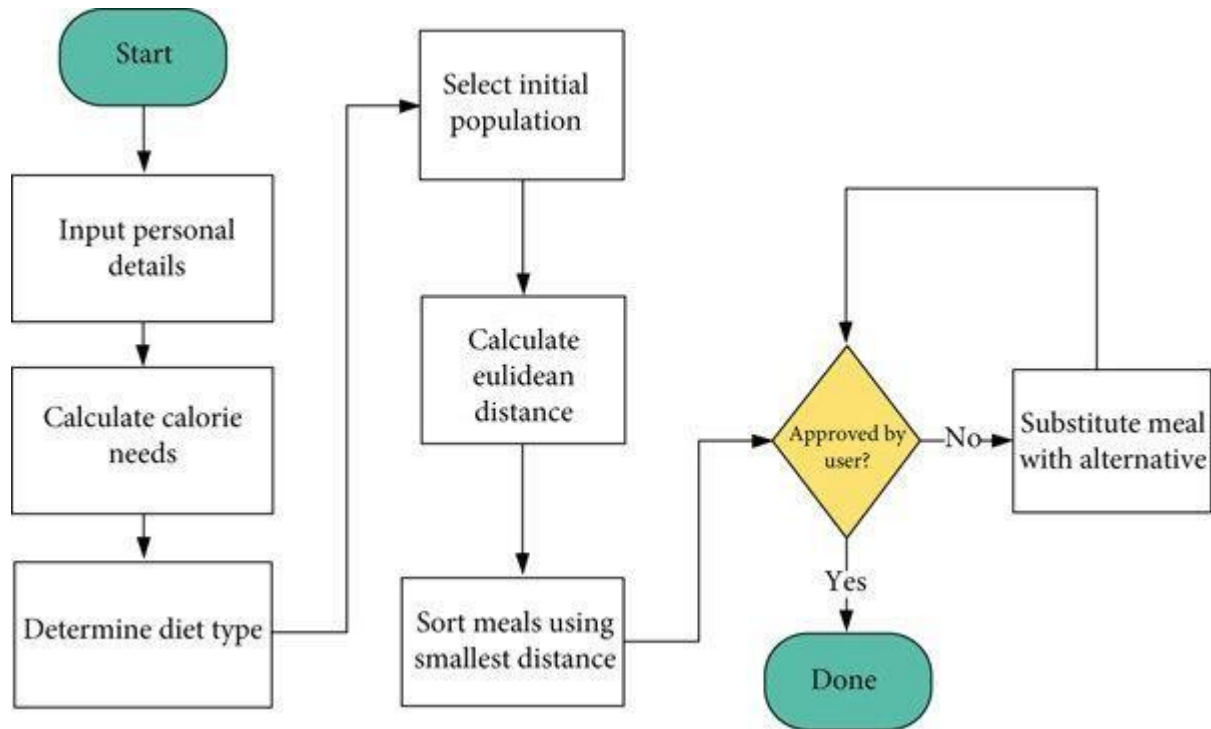 Start
Input personal
details
Calculate calorie
needs
Determine diet type
Select initial
population
Calculate
eulidean
distance
Sort meals using
smallest distance
Approved by
user?
No
Substitute meal
with alternative
Yes
Done